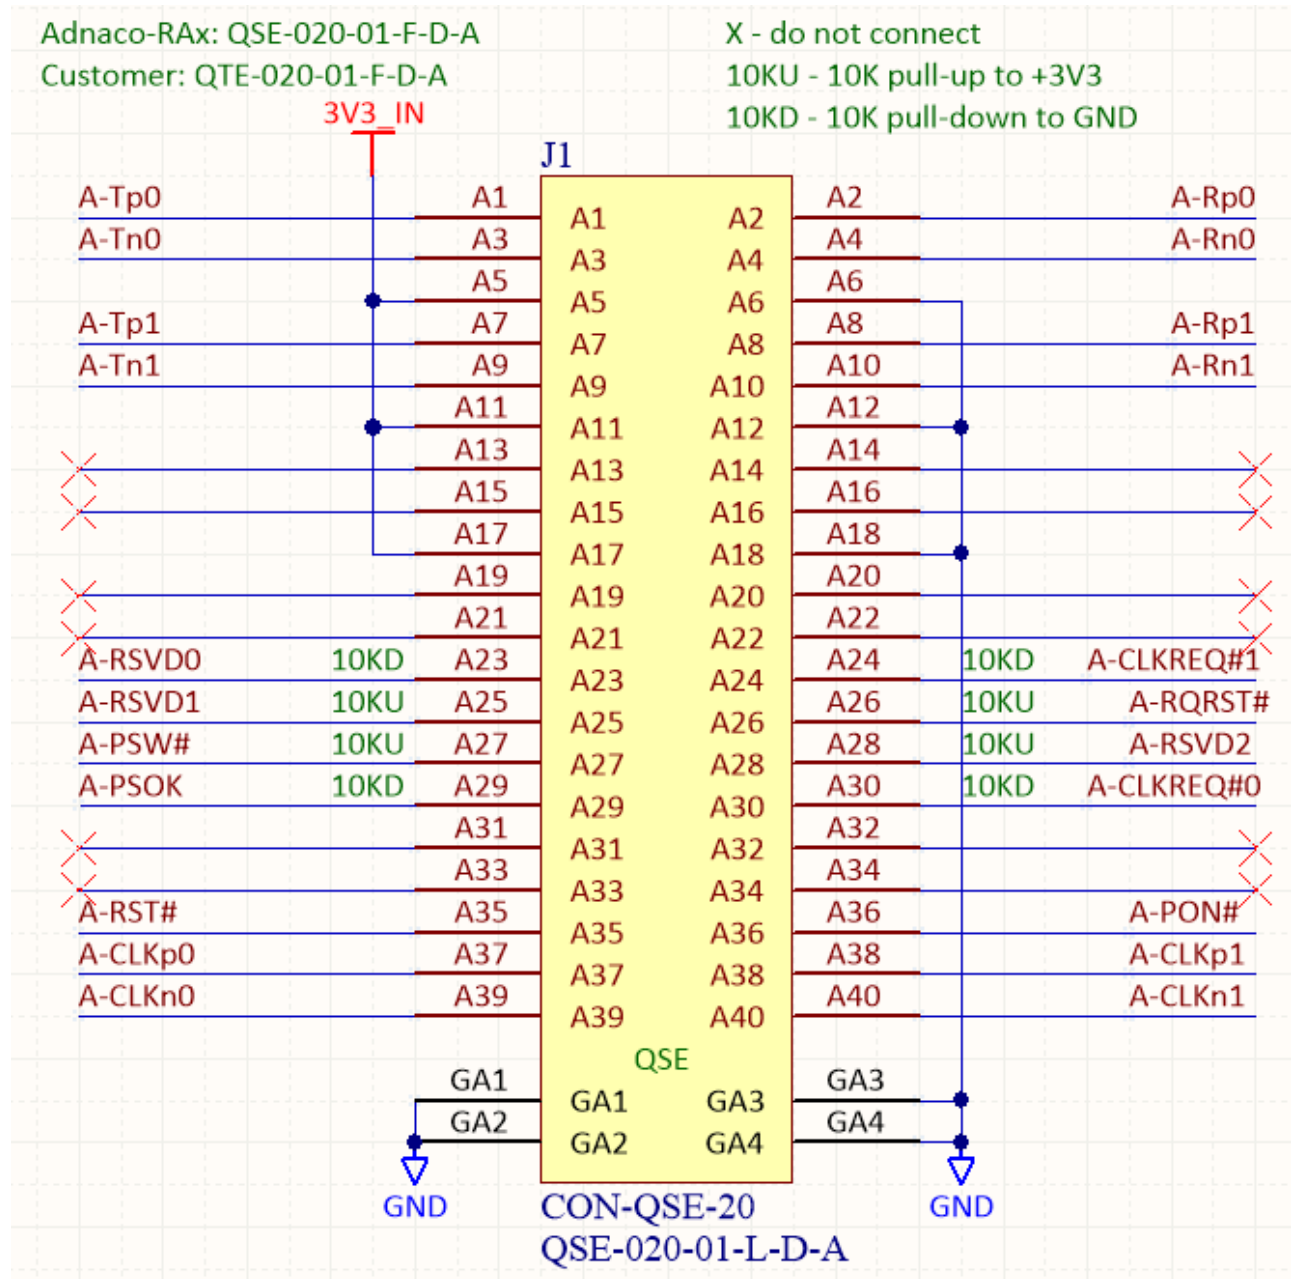 Adnaco-RAx: QSE-020-01-F-D-A X - do not connect
Customer: QTE-020-01-F-D-A 10KU - 10K pull-up to +3V3
3V3_IN 10KD - 10K pull-down to GND
J1
A-Tp0 A1 A1 A2 A2 A-Rp0
A-Tn0 A3 A3 A4 A4 A-Rn0
A5 A5 A6 A6
A-Tp1 A7 A7 A8 A8 A-Rp1
A-Tn1 A9 A9 A10 A10 A-Rn1
A11 A11 A12 A12
A13 A13 A14 A14
A15 A15 A16 A16
A17 A17 A18 A18
A19 A19 A20 A20
A21 A21 A22 A22
A-RSVD0 10KD A23 A23 A24 A24 10KD A-CLKREQ#1
A-RSVD1 10KU A25 A25 A26 A26 10KU A-RQRST#
A-PSW# 10KU A27 A27 A28 A28 10KU A-RSVD2
A-PSOK 10KD A29 A29 A30 A30 10KD A-CLKREQ#0
A31 A31 A32 A32
A33 A33 A34 A34
A-RST# A35 A35 A36 A36 A-PON#
A-CLKp0 A37 A37 A38 A38 A-CLKp1
A-CLKn0 A39 A39 A40 A40 A-CLKn1
QSE
GA1 GA1 GA3 GA3
GA2 GA2 GA4 GA4
GND CON-QSE-20 GND
QSE-020-01-L-D-A